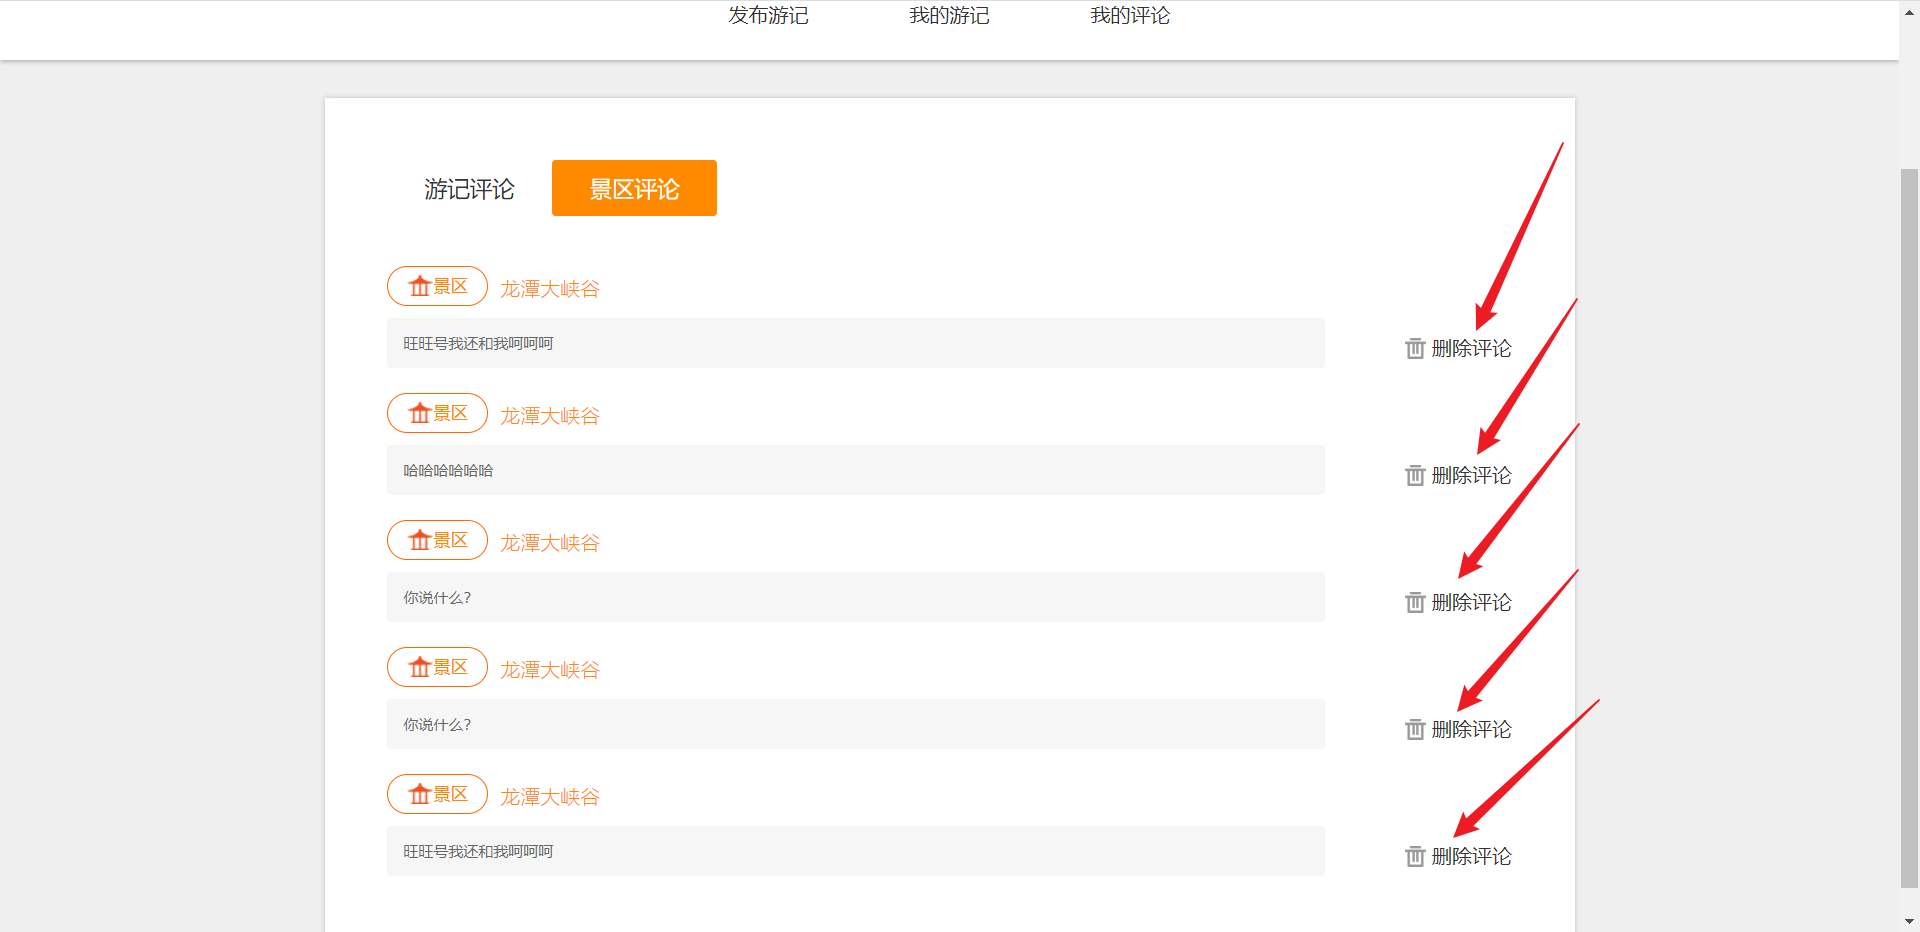 发布游记 我的游记 我的评论
游记评论 景区评论
景区 龙潭大峡谷
旺旺号我还和我呵呵呵 删除评论
景区 龙潭大峡谷
哈哈哈哈哈哈 删除评论
景区 龙潭大峡谷
你说什么? 删除评论
景区 龙潭大峡谷
你说什么? 删除评论
景区 龙潭大峡谷
旺旺号我还和我呵呵呵 删除评论